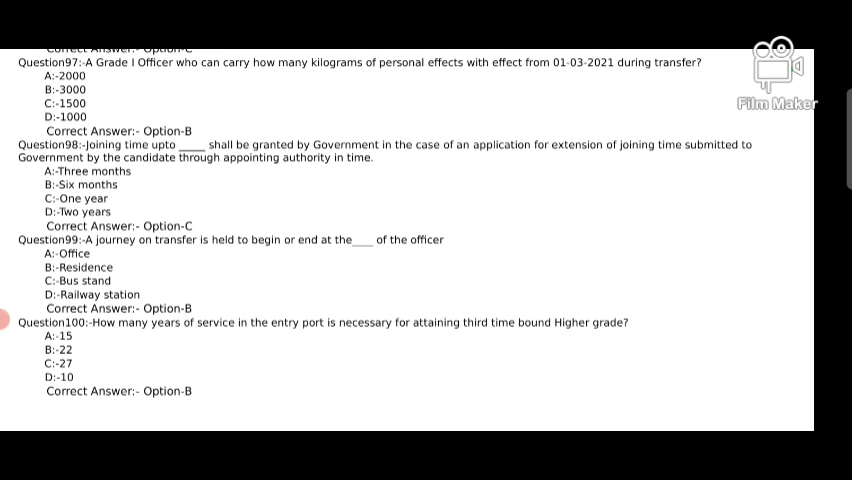 Correct Answer:- Option-C
Question97:-A Grade I Officer who can carry how many kilograms of personal effects with effect from 01-03-2021 during transfer?
A:-2000
B:-3000
C:-1500
D:-1000
Correct Answer:- Option-B
Question98:-Joining time upto _____ shall be granted by Government in the case of an application for extension of joining time submitted to
Government by the candidate through appointing authority in time.
A:-Three months
B:-Six months
C:-One year
D:-Two years
Correct Answer:- Option-C
Question99:-A journey on transfer is held to begin or end at the____ of the officer
A:-Office
B:-Residence
C:-Bus stand
D:-Railway station
Correct Answer:- Option-B
Question100:-How many years of service in the entry port is necessary for attaining third time bound Higher grade?
A:-15
B:-22
C:-27
D:-10
Correct Answer:- Option-B
Film Maker